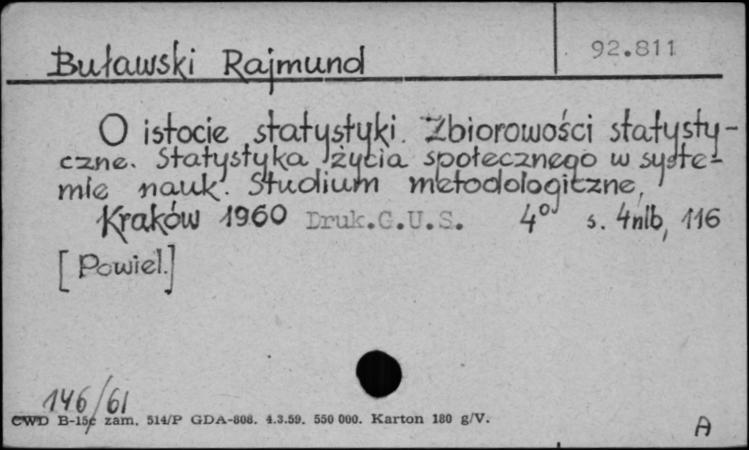 Buławski Rajmund
92.811
O istocie statystyki. Zbiorowości statysty-
czne. Statystyka życia społecznego w syste-
mie nauk. Studium metodologiczne,
Kraków 1960 Druk.G.U.S. 4° s. 4nlb, 116
[Powiel.]
146/61
CWD B-15c zam. 514/P GDA-808. 4.3.59. 550 000. Karton 180 g/V.
A